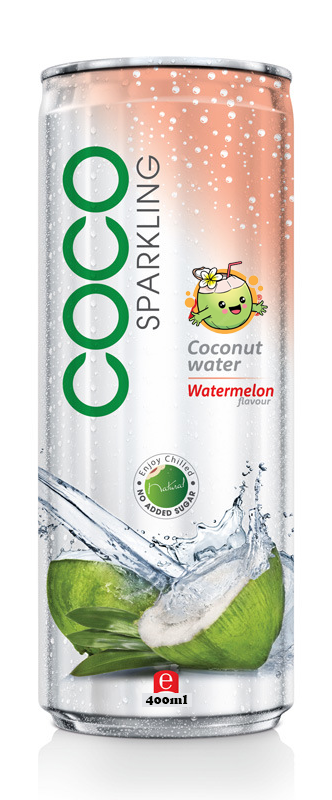 COCO
SPARKLING
Coconut
water
Watermelon
flavour
Enjoy Chilled
Natural
NO ADDED SUGAR
e
400ml